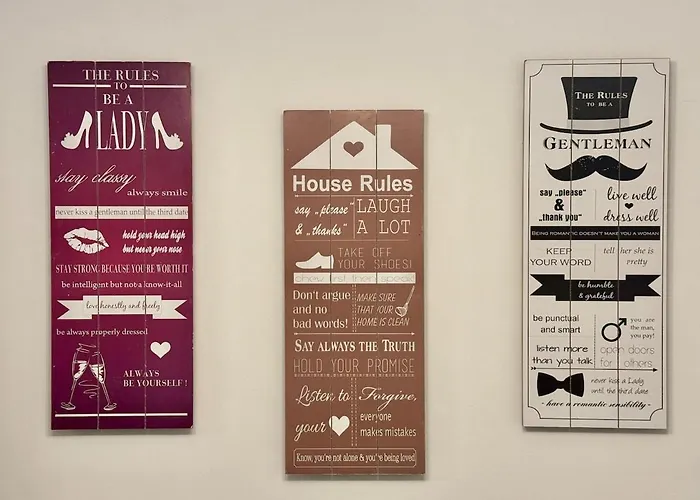 THE RULES
TO
BE A
LADY
stay classy
always smile
never kiss a gentleman until the third date
hold your head high
but never your nose
STAY STRONG BECAUSE YOU'RE WORTH IT
be intelligent but not a know-it-all
love honestly and freely
be always properly dressed
ALWAYS
BE YOURSELF!
House Rules
say „please“
& „thanks“
LAUGH
A LOT
TAKE OFF
YOUR SHOES!
chew first then speak
Don't argue
and no
bad words!
MAKE SURE
THAT YOUR
HOME IS CLEAN
SAY ALWAYS THE TRUTH
HOLD YOUR PROMISE
Listen to
your
Forgive,
everyone
makes mistakes
Know, you're not alone & you've being loved
THE RULES
TO BE A
GENTLEMAN
say „please“
&
„thank you“
live well
dress well
BEING ROMANTIC DOESN'T MAKE YOU A WOMAN
KEEP
YOUR WORD
tell her she is
rretty
be humble
& grateful
be punctual
and smart
you are
the man,
you pay!
listen more
than you talk
open doors
for others
never kiss a Lady
until the third date
- have a romantic sensibility -